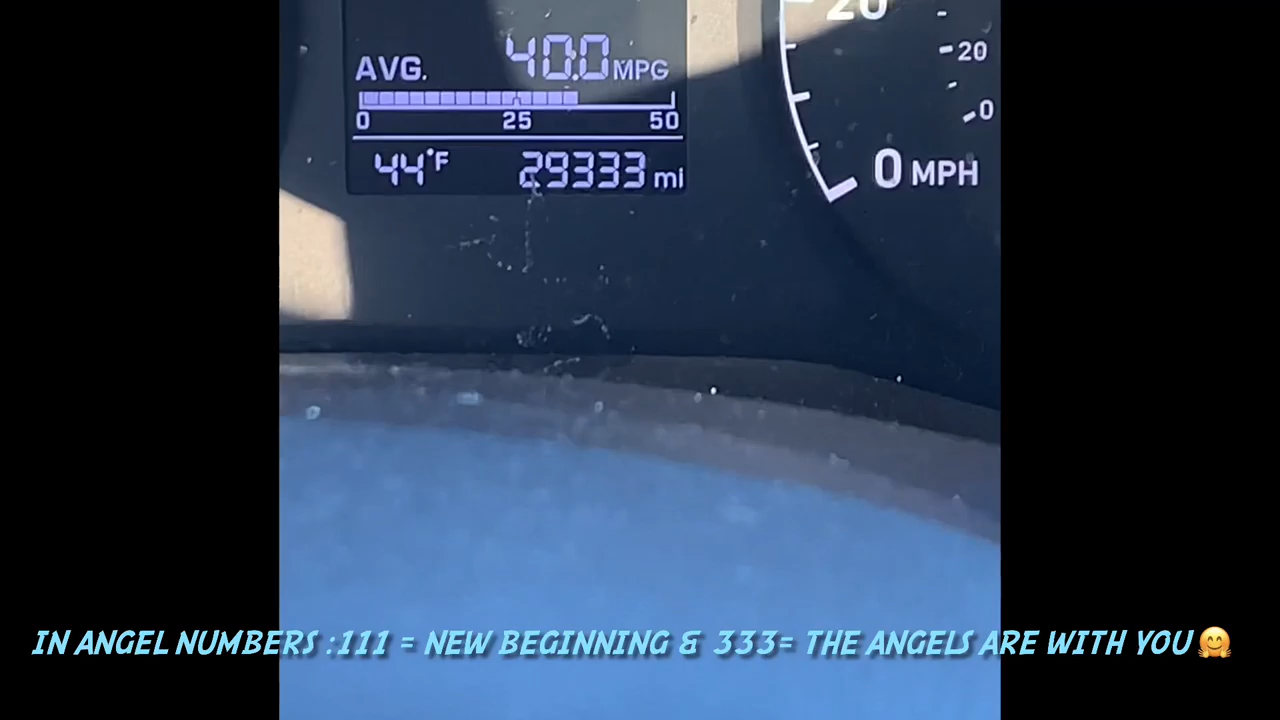 20
AVG. 40.0 MPG
20
0 25 50
0
44°F 29333 mi
0 MPH
IN ANGEL NUMBERS :111 = NEW BEGINNING & 333= THE ANGELS ARE WITH YOU🤗